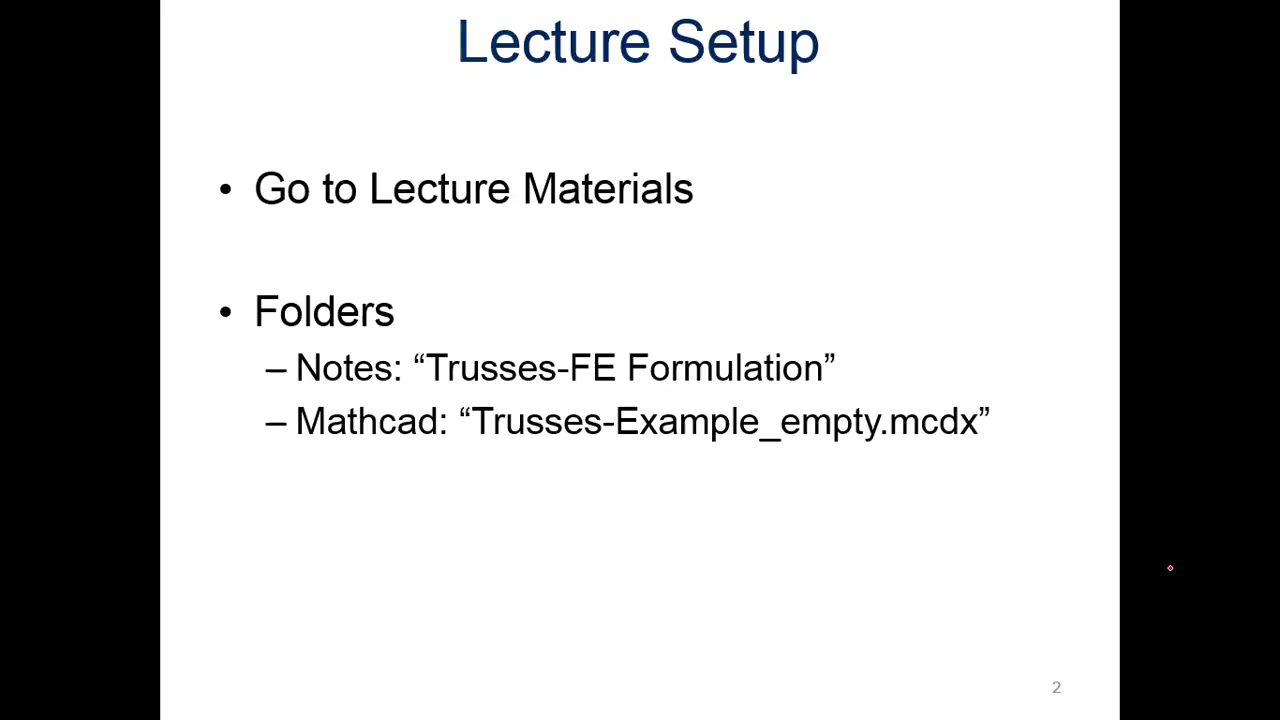 Lecture Setup
• Go to Lecture Materials
• Folders
– Notes: “Trusses-FE Formulation”
– Mathcad: “Trusses-Example_empty.mcdx”
2